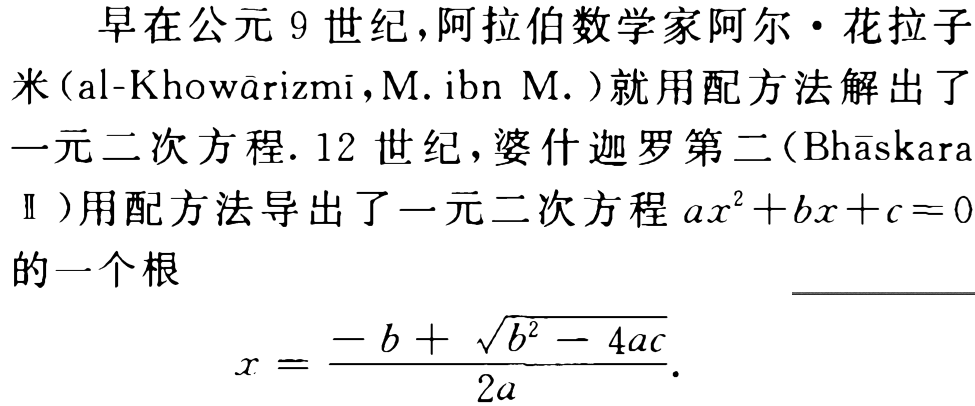 早在公元 9 世纪,阿拉伯数学家阿尔·花拉子
米(al-Khowārizmī,M. ibn M.)就用配方法解出了
一元二次方程. 12 世纪,婆什迦罗第二(Bhāskara
Ⅱ)用配方法导出了一元二次方程 ax²+bx+c=0
的一个根
x = \frac{-b + \sqrt{b^2 - 4ac}}{2a}.